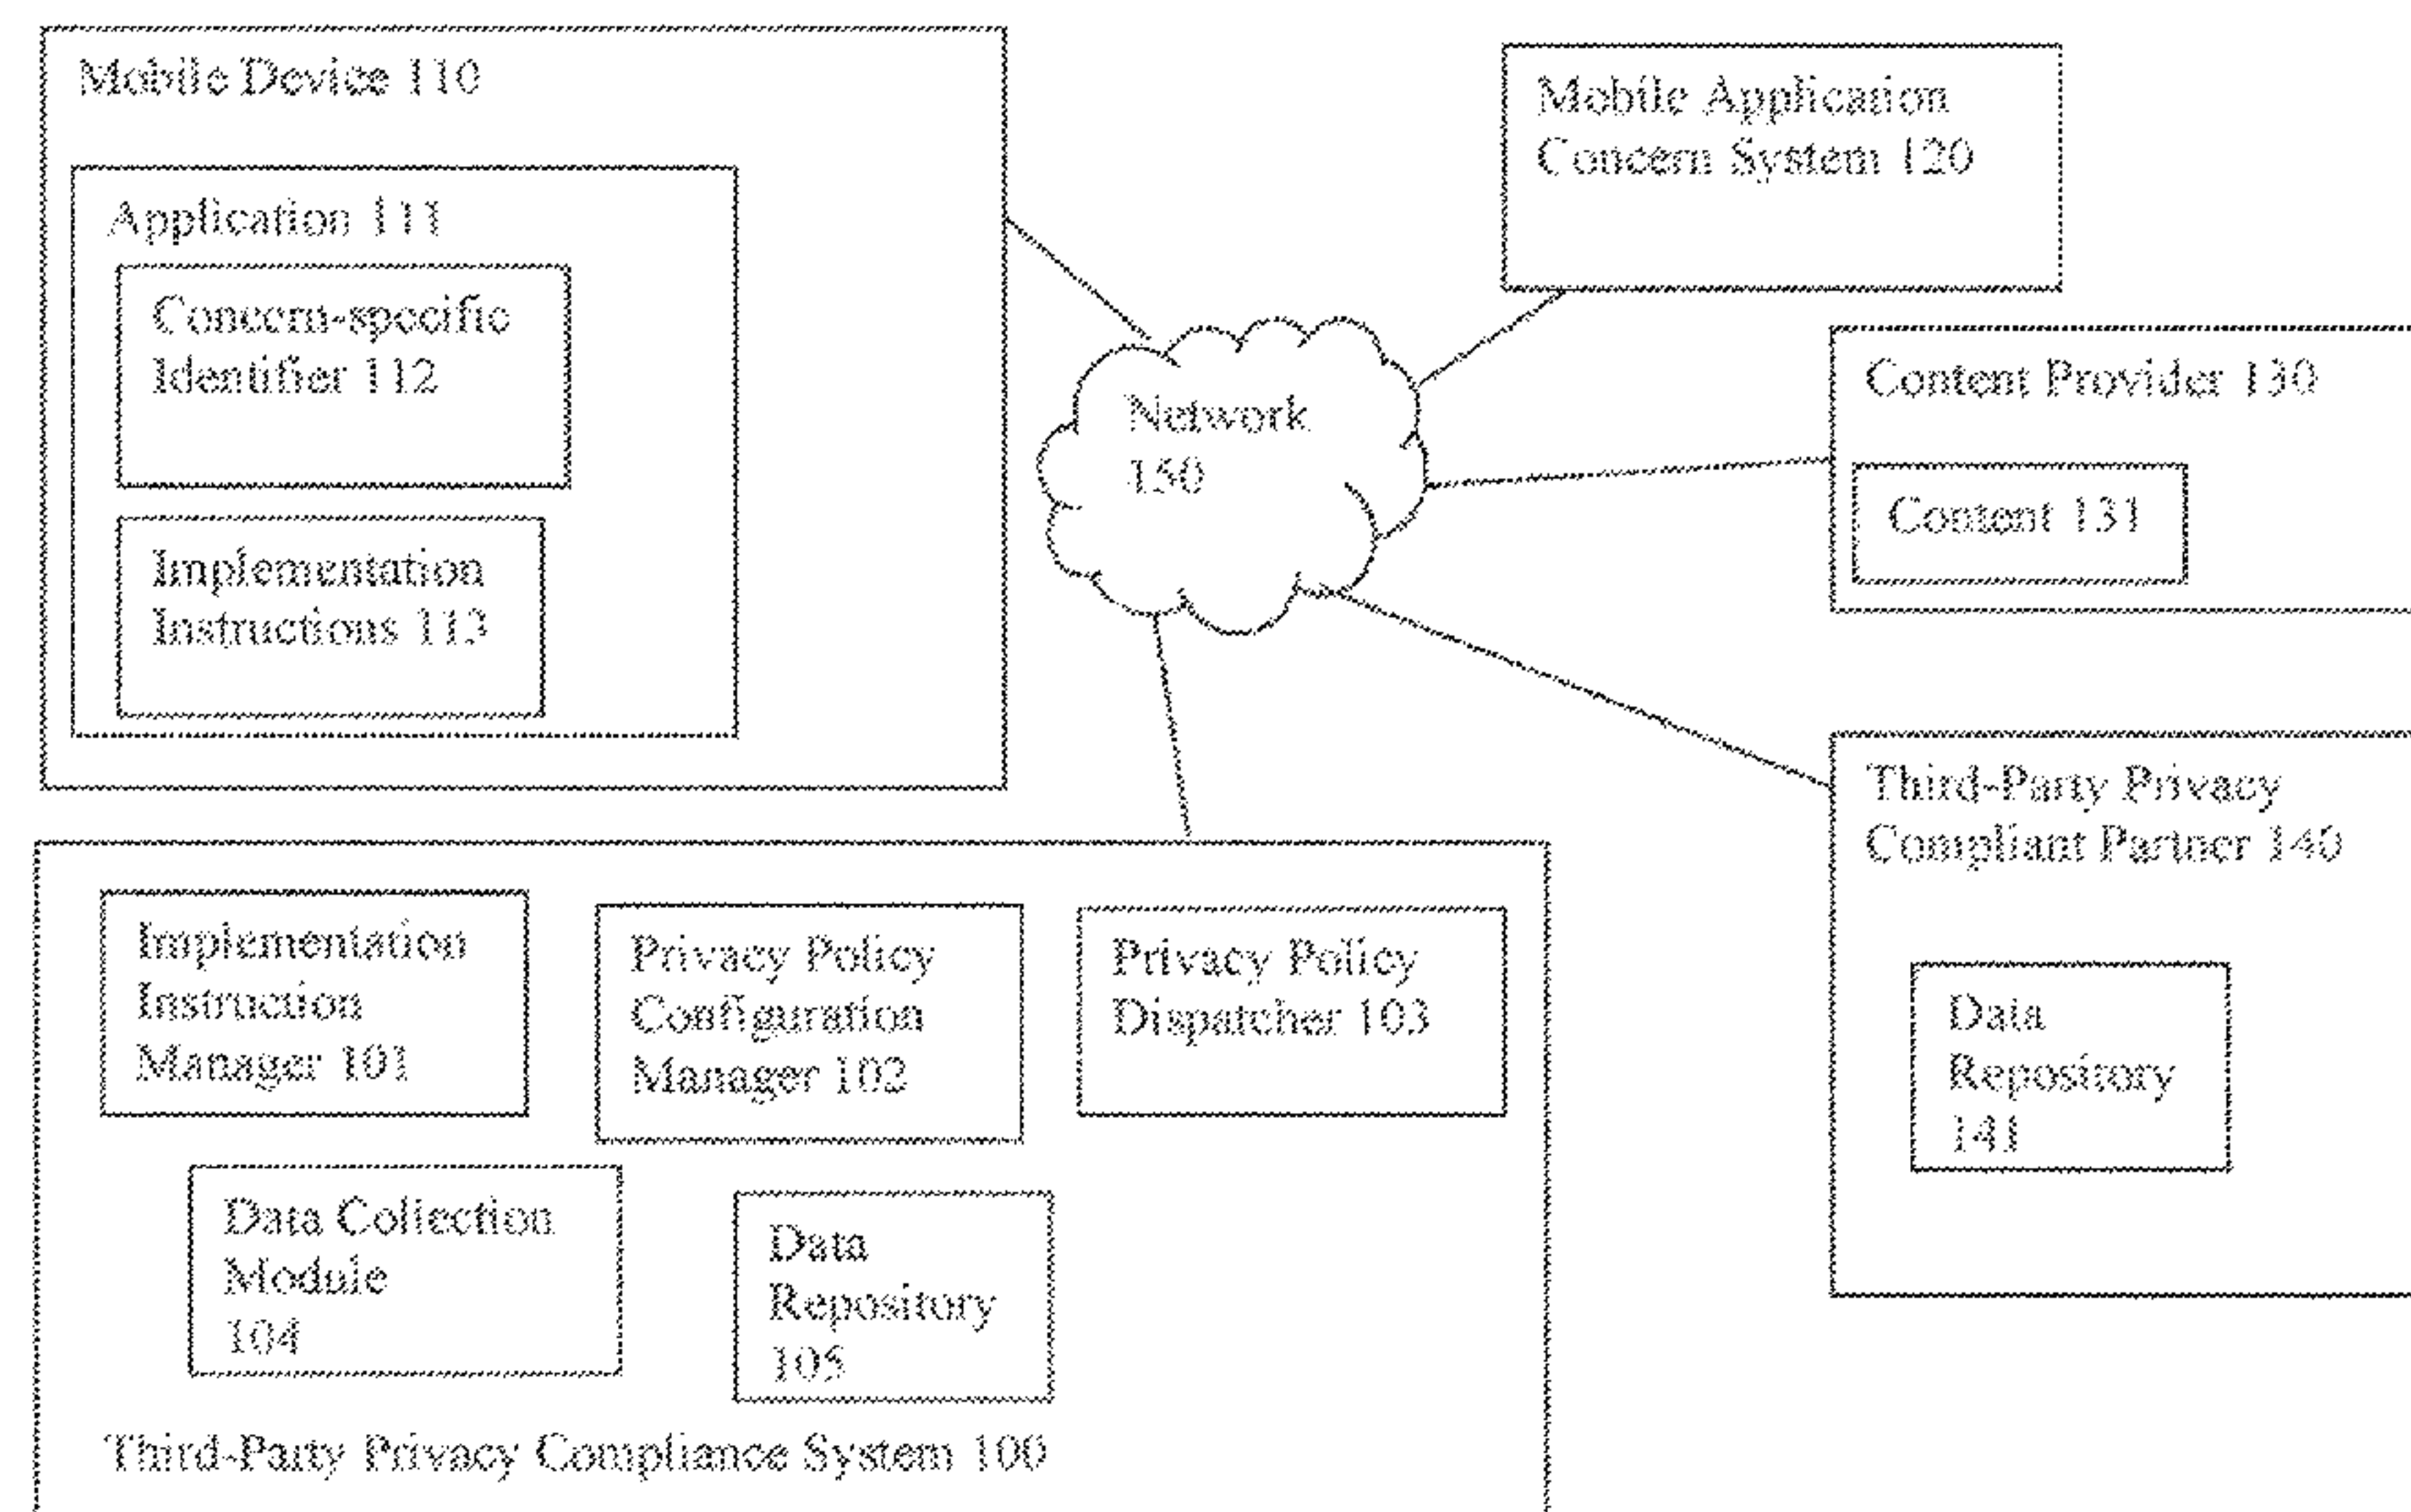 Mobile Device 110
Application 111
Concern-specific
Identifier 112
Implementation
Instructions 113
Mobile Application
Concern System 120
Network
150
Content Provider 130
Content 131
Third-Party Privacy
Compliant Partner 140
Data
Repository
141
Implementation
Instruction
Manager 101
Privacy Policy
Configuration
Manager 102
Privacy Policy
Dispatcher 103
Data Collection
Module
104
Data
Repository
105
Third-Party Privacy Compliance System 100